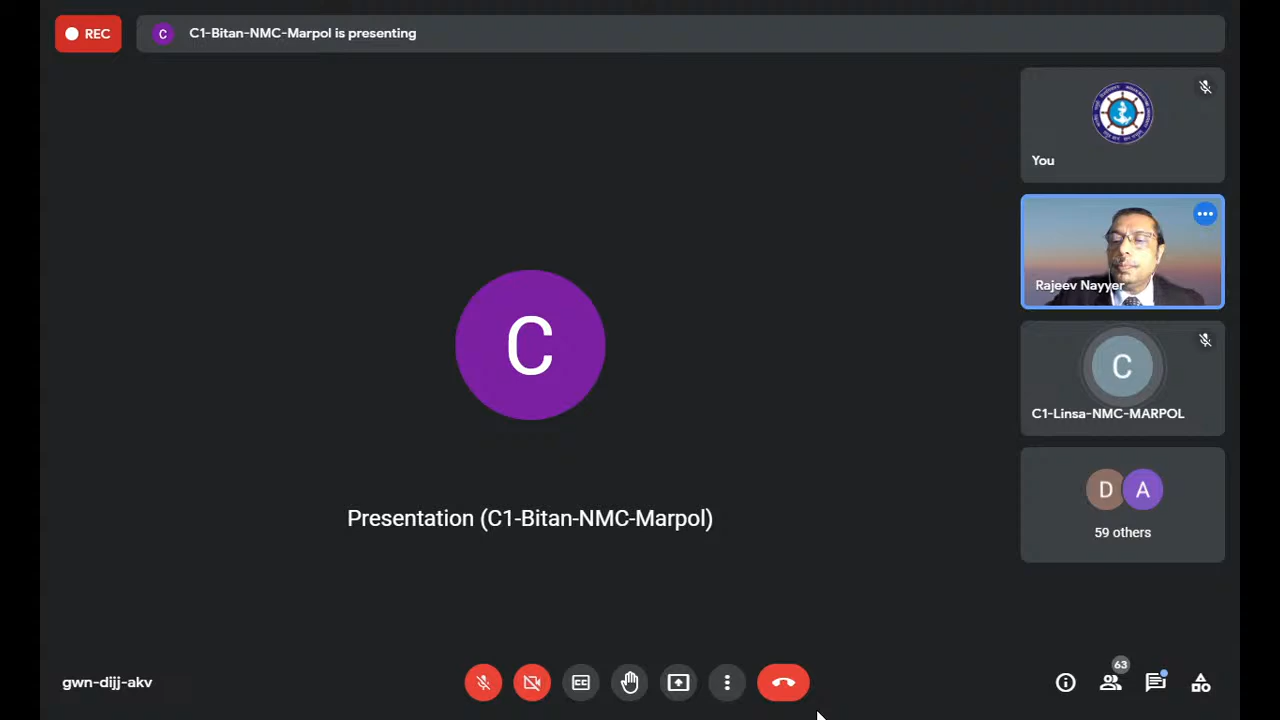 REC
C C1-Bitan-NMC-Marpol is presenting
You
Rajeev Nayyer
C
C1-Linsa-NMC-MARPOL
D A
59 others
C
Presentation (C1-Bitan-NMC-Marpol)
gwn-dijj-akv
CC
63